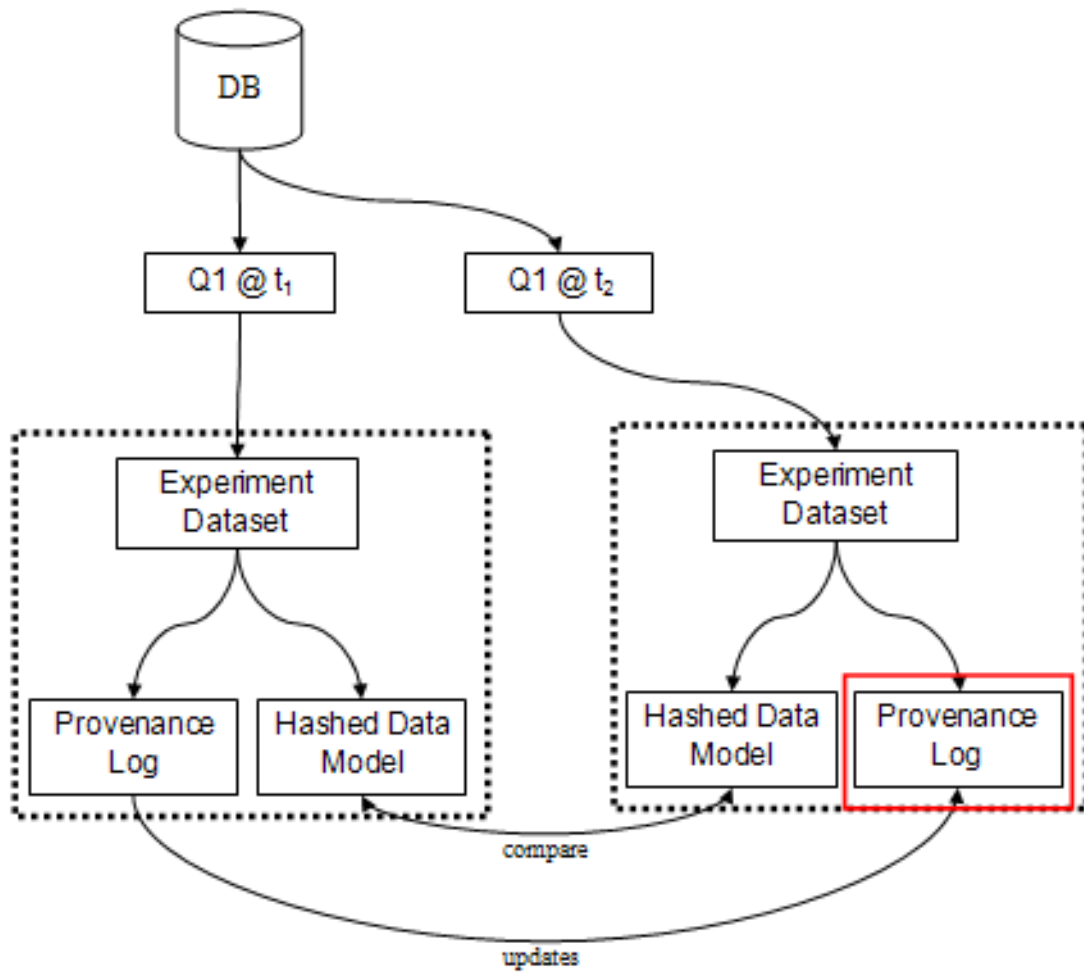 DB
Q1 @ t₁
Q1 @ t₂
Experiment
Dataset
Experiment
Dataset
Provenance
Log
Hashed Data
Model
Hashed Data
Model
Provenance
Log
compare
updates